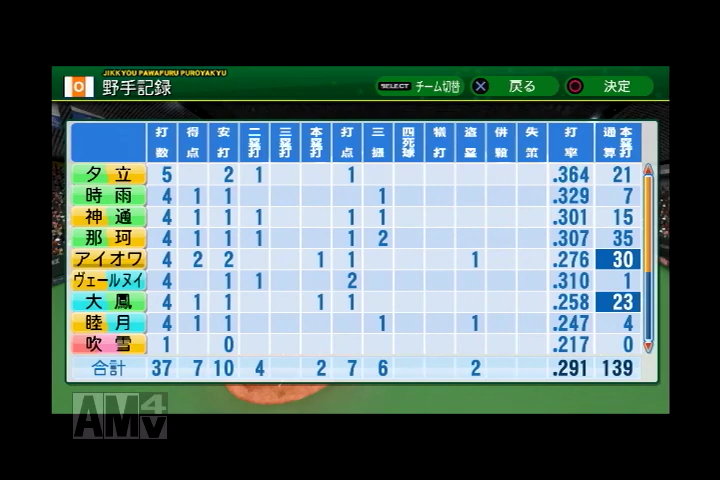 JIKKYOU PAWAFURU PUROYAKYU
O 野手記録 SELECT チーム切替 × 戻る ○ 決定
打数 得点 安打 二塁打 三塁打 本塁打 打点 三振 四死球 犠打 盗塁 併殺 失策 打率 通算本塁打
夕立 5 2 1 1 .364 21
時雨 4 1 1 1 .329 7
神通 4 1 1 1 1 1 .301 15
那珂 4 1 1 1 1 2 .307 35
アイオワ 4 2 2 1 1 1 .276 30
ヴェールヌイ 4 1 1 2 .310 1
大鳳 4 1 1 1 1 .258 23
睦月 4 1 1 1 1 .247 4
吹雪 1 0 .217 0
合計 37 7 10 4 2 7 6 2 .291 139
AMV4